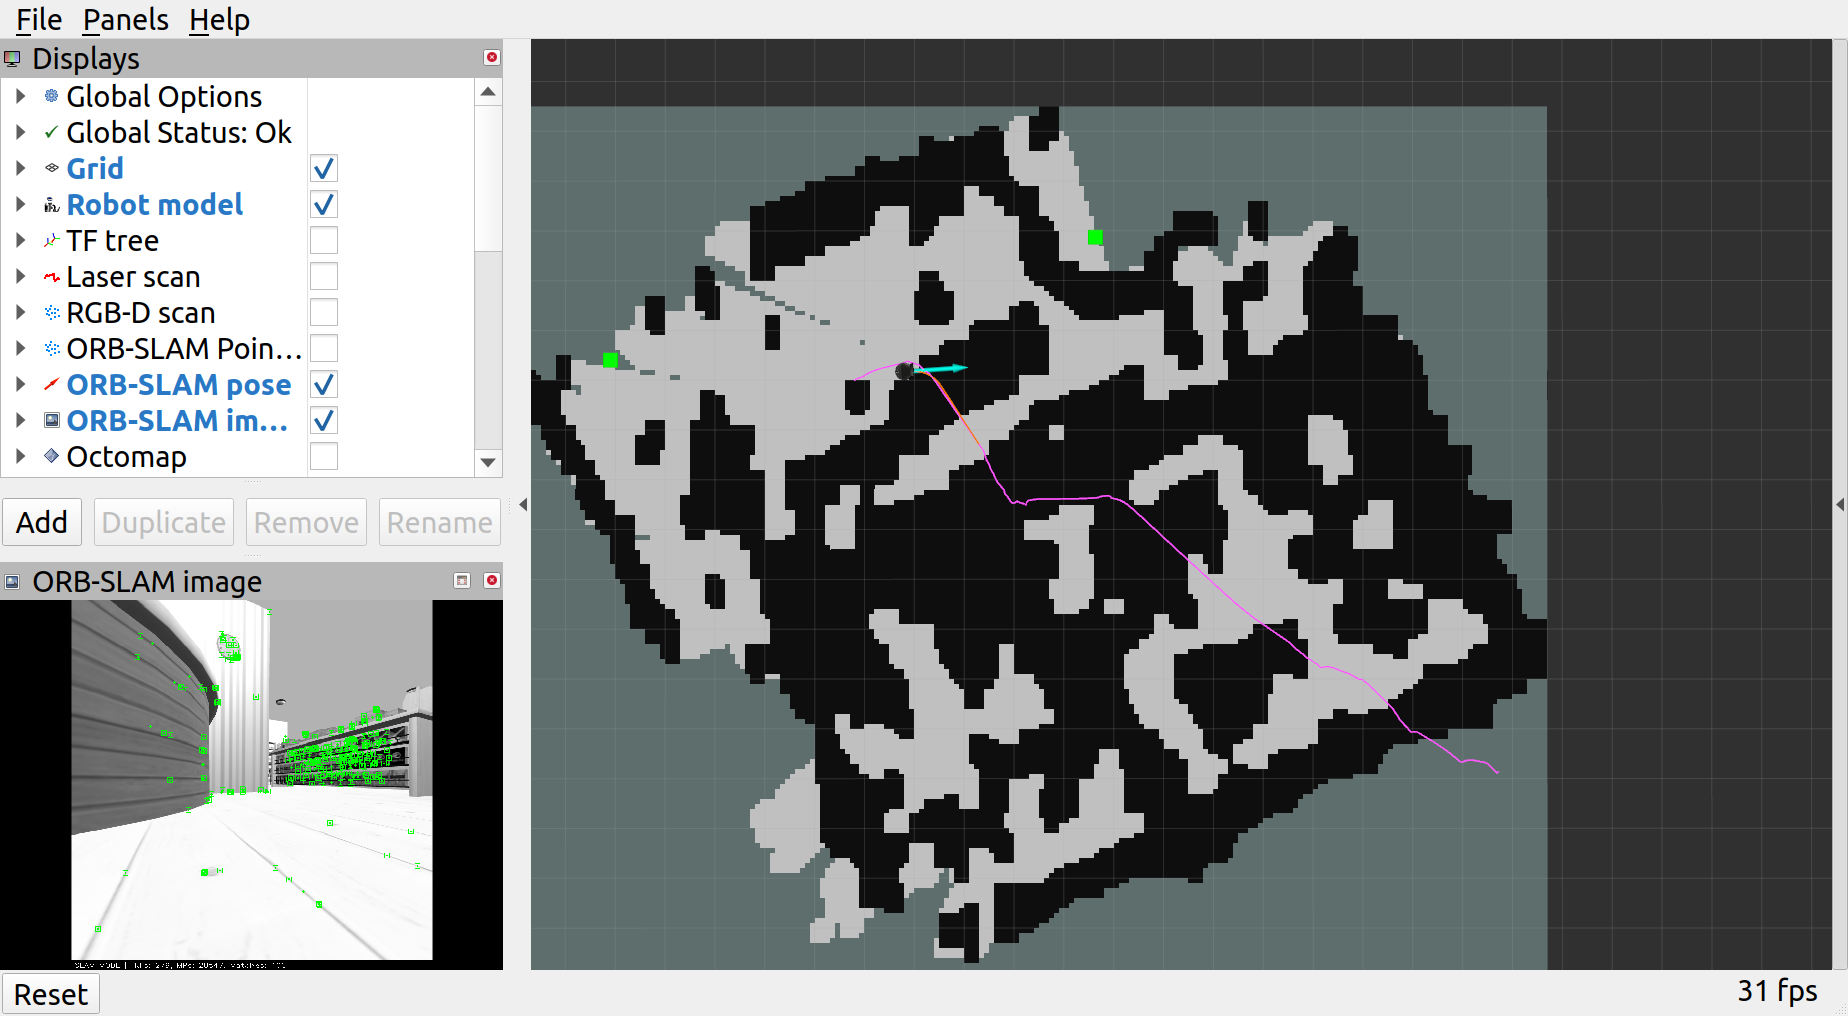 File Panels Help
Displays
Global Options
Global Status: Ok
Grid
Robot model
TF tree
Laser scan
RGB-D scan
ORB-SLAM Poin...
ORB-SLAM pose
ORB-SLAM im...
Octomap
Add Duplicate Remove Rename
ORB-SLAM image
SLAM MODE |
Reset
31 fps